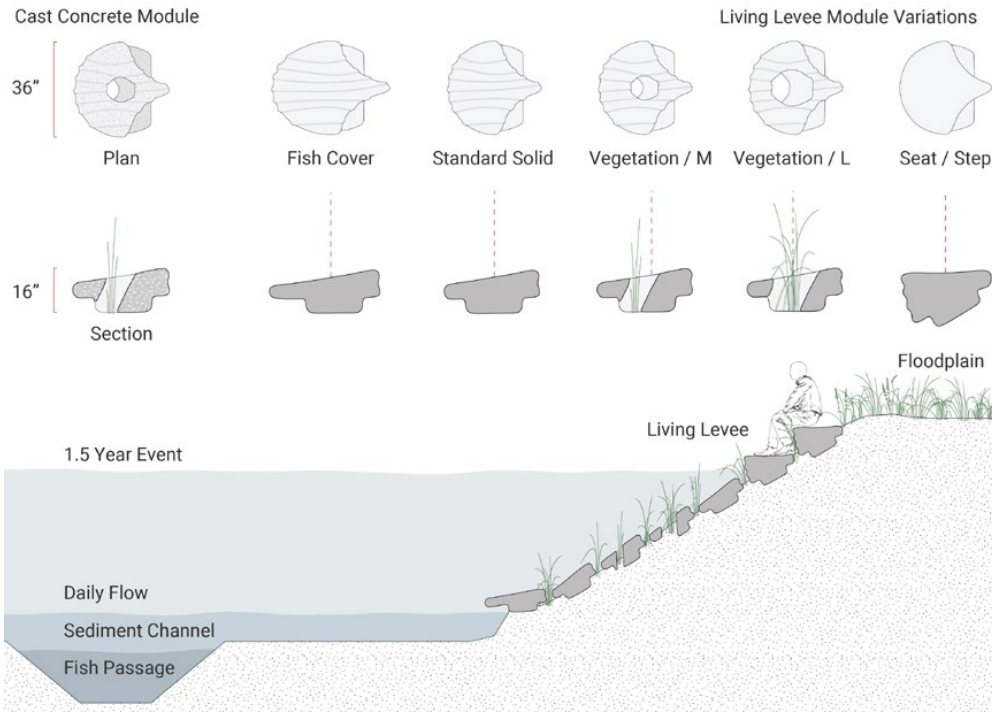 Cast Concrete Module
Living Levee Module Variations
36”
Plan
Fish Cover
Standard Solid
Vegetation / M
Vegetation / L
Seat / Step
16”
Section
Floodplain
Living Levee
1.5 Year Event
Daily Flow
Sediment Channel
Fish Passage